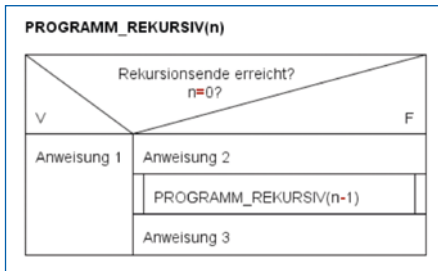 PROGRAMM_REKURSIV(n)
Rekursionsende erreicht?
n=0?
V
F
Anweisung 1
Anweisung 2
PROGRAMM_REKURSIV(n-1)
Anweisung 3